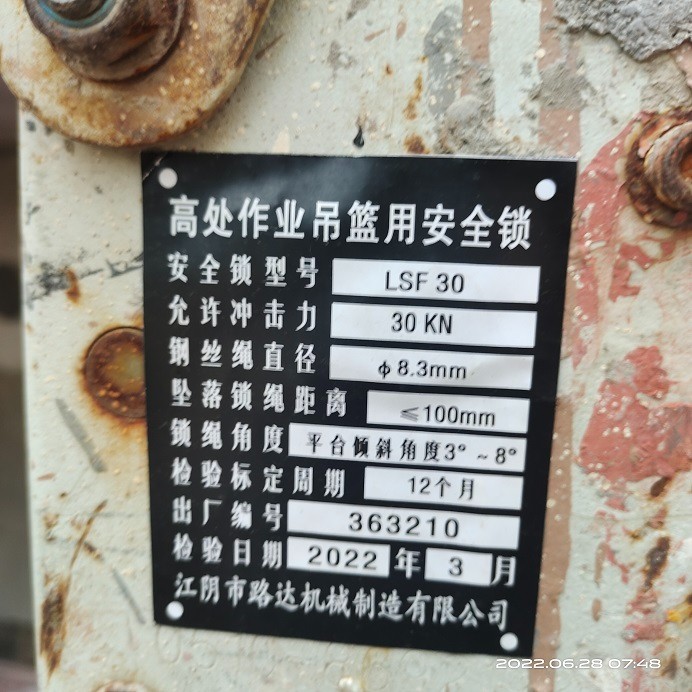 高处作业吊篮用安全锁
安全锁型号 LSF 30
允许冲击力 30 KN
钢丝绳直径 φ8.3mm
坠落锁绳距离 ≤100mm
锁绳角度 平台倾斜角度3°~8°
检验标定周期 12个月
出厂编号 363210
检验日期 2022 年 3 月
江阴市路达机械制造有限公司
2022.06.28 07:48